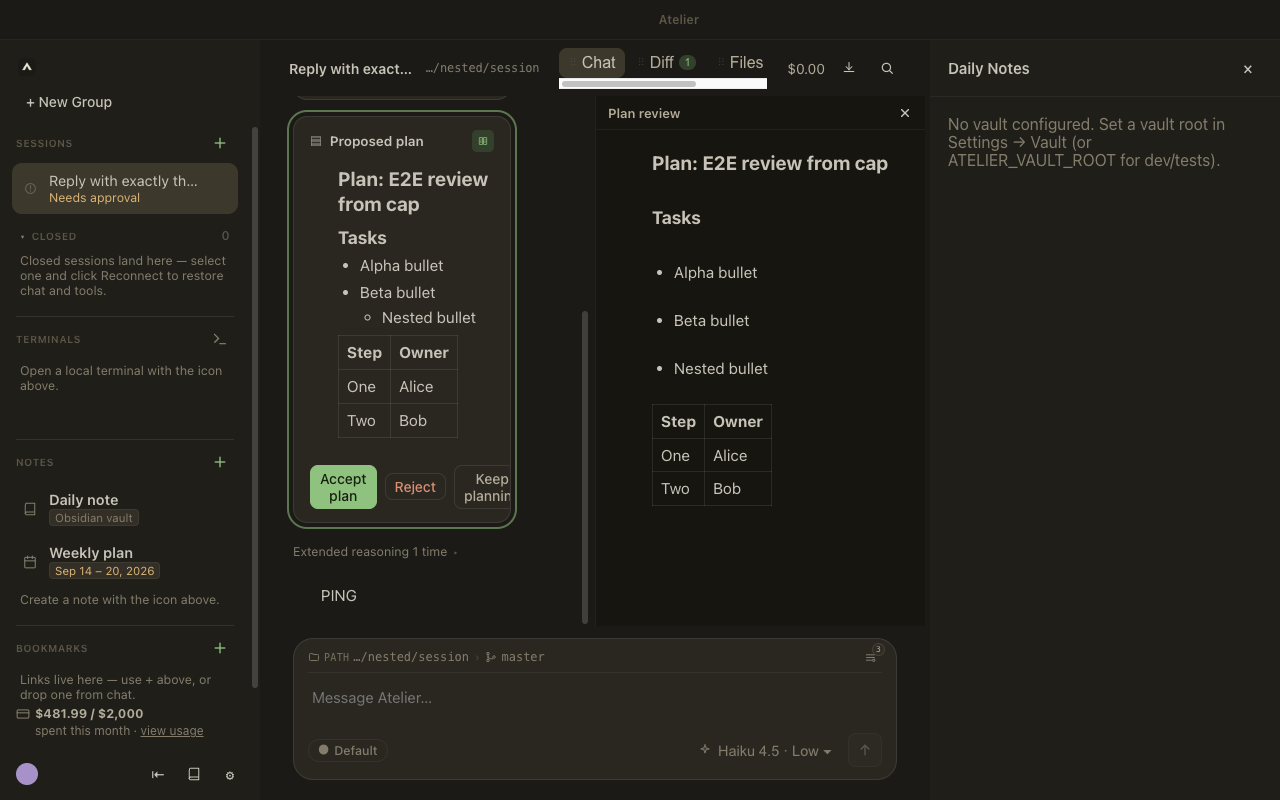 Atelier
+ New Group
SESSIONS
Reply with exactly th...
Needs approval
CLOSED 0
Closed sessions land here — select
one and click Reconnect to restore
chat and tools.
TERMINALS
Open a local terminal with the icon
above.
NOTES
Daily note
Obsidian vault
Weekly plan
Sep 14 – 20, 2026
Create a note with the icon above.
BOOKMARKS
Links live here — use + above, or
drop one from chat.
$481.99 / $2,000
spent this month · view usage
Reply with exact... …/nested/session
Chat Diff 1 Files
$0.00
Proposed plan
Plan: E2E review
from cap
Tasks
• Alpha bullet
• Beta bullet
◦ Nested bullet
Step Owner
One Alice
Two Bob
Accept
plan
Reject
Keep
plannin
Extended reasoning 1 time
PING
Plan review
Plan: E2E review from cap
Tasks
• Alpha bullet
• Beta bullet
• Nested bullet
Step Owner
One Alice
Two Bob
PATH …/nested/session · master
3
Message Atelier...
Default
Haiku 4.5 · Low
Daily Notes
No vault configured. Set a vault root in
Settings → Vault (or
ATELIER_VAULT_ROOT for dev/tests).